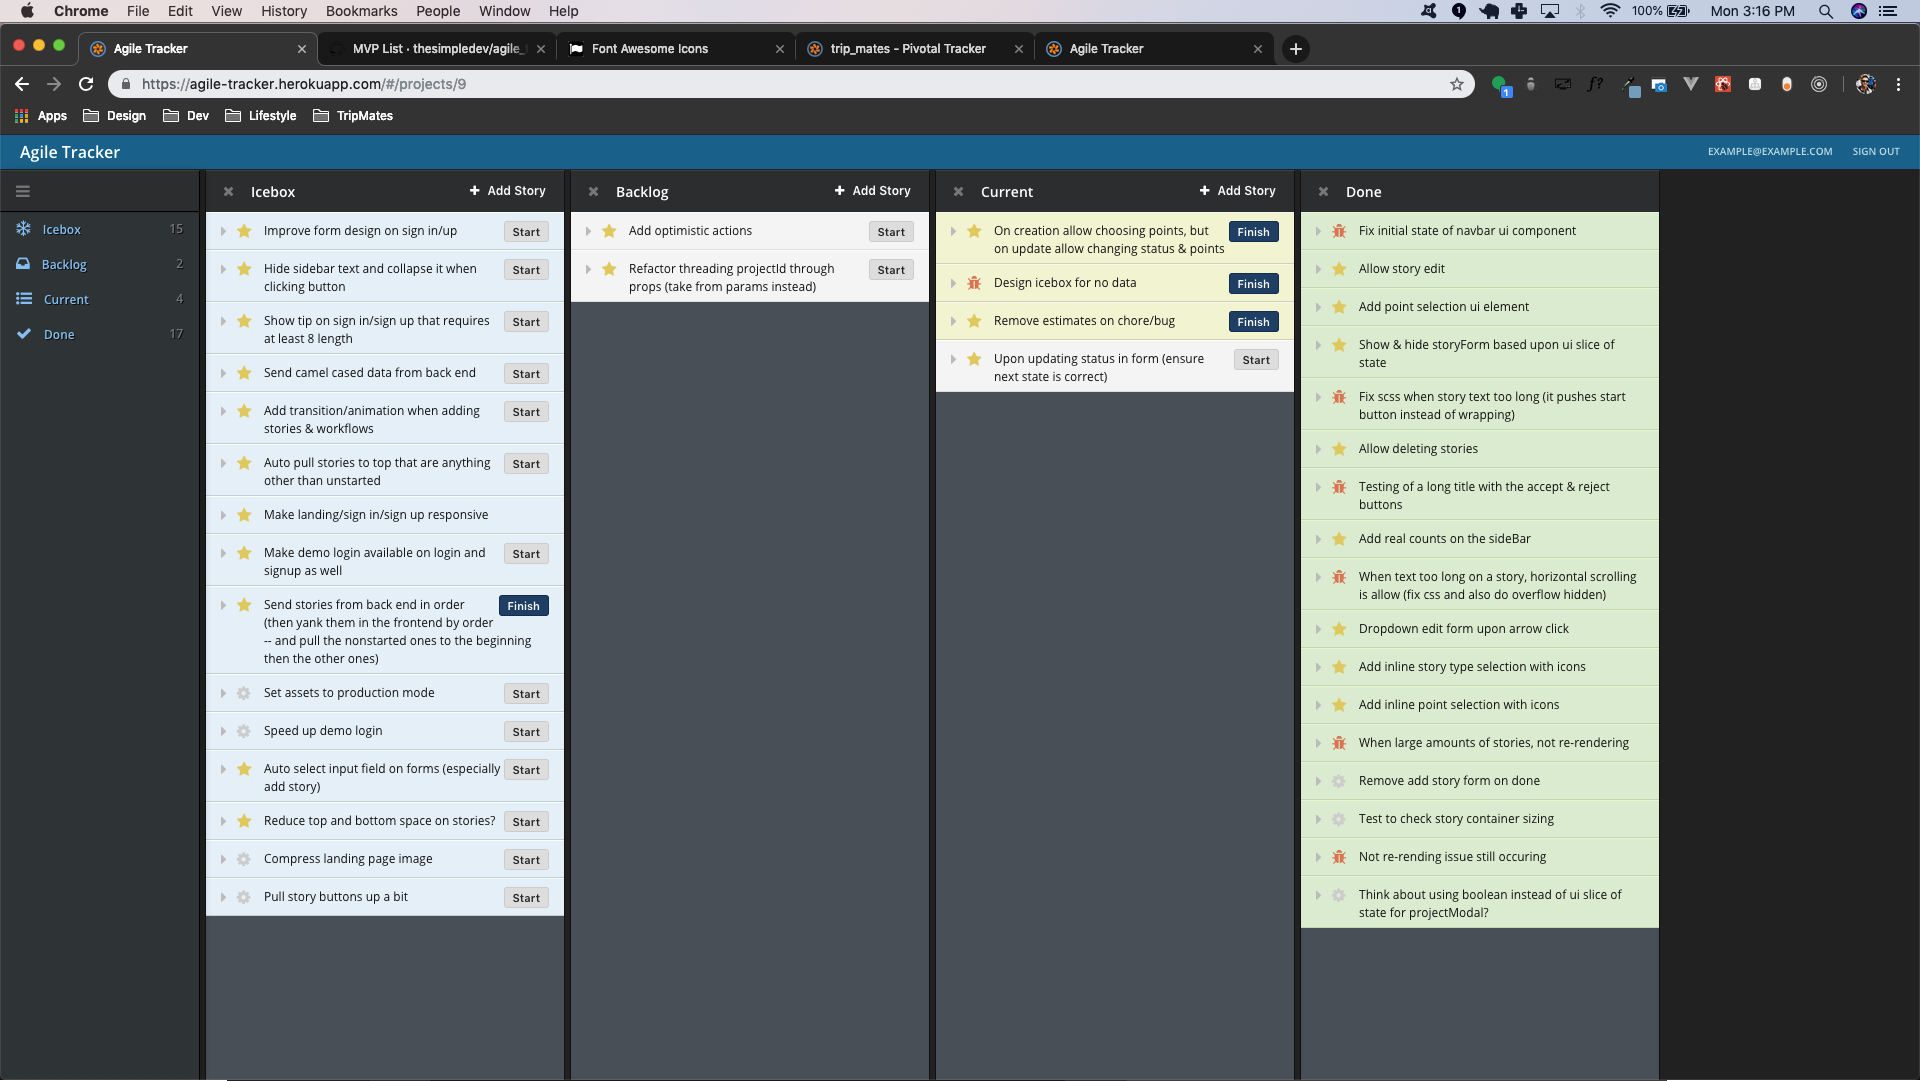 Chrome File Edit View History Bookmarks People Window Help 100% Mon 3:16 PM
Agile Tracker MVP List · thesimpledev/agile_ Font Awesome Icons trip_mates - Pivotal Tracker Agile Tracker
https://agile-tracker.herokuapp.com/#/projects/9 1 f?
Apps Design Dev Lifestyle TripMates
Agile Tracker EXAMPLE@EXAMPLE.COM SIGN OUT
Icebox 15
Backlog 2
Current 4
Done 17
Icebox + Add Story
Improve form design on sign in/up Start
Hide sidebar text and collapse it when Start
clicking button
Show tip on sign in/sign up that requires Start
at least 8 length
Send camel cased data from back end Start
Add transition/animation when adding Start
stories & workflows
Auto pull stories to top that are anything Start
other than unstarted
Make landing/sign in/sign up responsive
Make demo login available on login and Start
signup as well
Send stories from back end in order Finish
(then yank them in the frontend by order
-- and pull the nonstarted ones to the beginning
then the other ones)
Set assets to production mode Start
Speed up demo login Start
Auto select input field on forms (especially Start
add story)
Reduce top and bottom space on stories? Start
Compress landing page image Start
Pull story buttons up a bit Start
Backlog + Add Story
Add optimistic actions Start
Refactor threading projectId through Start
props (take from params instead)
Current + Add Story
On creation allow choosing points, but Finish
on update allow changing status & points
Design icebox for no data Finish
Remove estimates on chore/bug Finish
Upon updating status in form (ensure Start
next state is correct)
Done
Fix initial state of navbar ui component
Allow story edit
Add point selection ui element
Show & hide storyForm based upon ui slice of
state
Fix scss when story text too long (it pushes start
button instead of wrapping)
Allow deleting stories
Testing of a long title with the accept & reject
buttons
Add real counts on the sideBar
When text too long on a story, horizontal scrolling
is allow (fix css and also do overflow hidden)
Dropdown edit form upon arrow click
Add inline story type selection with icons
Add inline point selection with icons
When large amounts of stories, not re-rendering
Remove add story form on done
Test to check story container sizing
Not re-rending issue still occuring
Think about using boolean instead of ui slice of
state for projectModal?